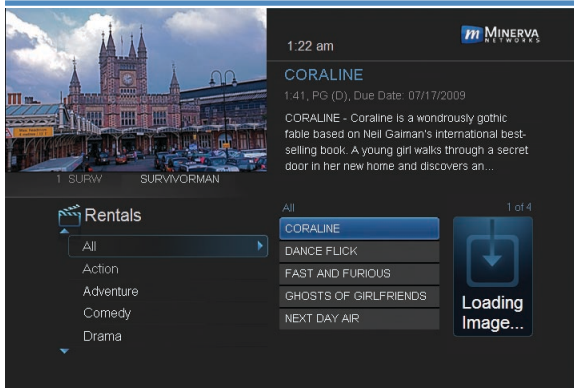 1:22 am
m MINERVA
NETWORKS
CORALINE
1:41, PG (D), Due Date: 07/17/2009
CORALINE - Coraline is a wondrously gothic
fable based on Neil Gaiman's international best-
selling book. A young girl walks through a secret
door in her new home and discovers an...
1 SURW SURVIVORMAN
Rentals
All
Action
Adventure
Comedy
Drama
All 1 of 4
CORALINE
DANCE FLICK
FAST AND FURIOUS
GHOSTS OF GIRLFRIENDS
NEXT DAY AIR
Loading
Image...